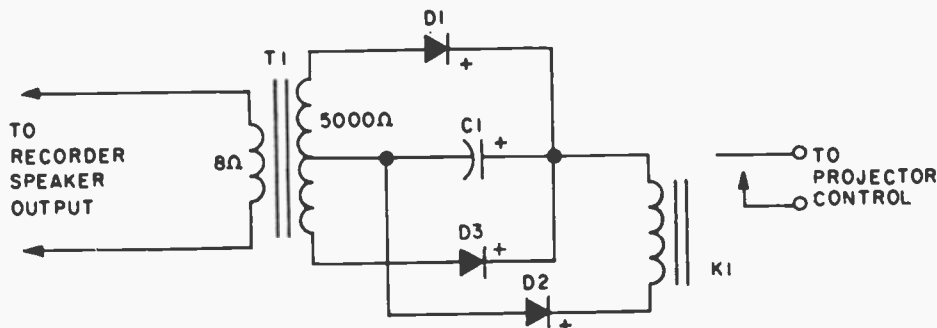 D1
+
T1
5000Ω
C1
+
TO
RECORDER
SPEAKER
OUTPUT
8Ω
TO
PROJECTOR
CONTROL
D3
+
D2
+
K1